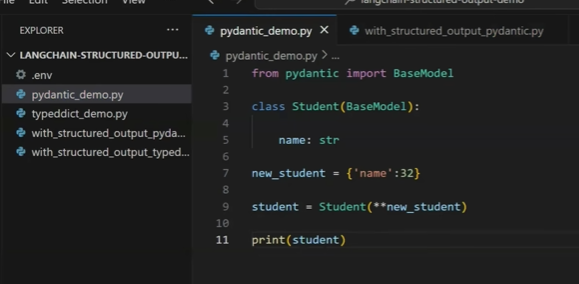 Edit Selection View
langchain-structured-output-demo
EXPLORER ...
pydantic_demo.py × with_structured_output_pydantic.py
LANGCHAIN-STRUCTURED-OUTPU...
pydantic_demo.py > ...
.env
pydantic_demo.py
typeddict_demo.py
with_structured_output_pyda...
with_structured_output_typed...
1 from pydantic import BaseModel
2
3 class Student(BaseModel):
4
5 name: str
6
7 new_student = {'name':32}
8
9 student = Student(**new_student)
10
11 print(student)